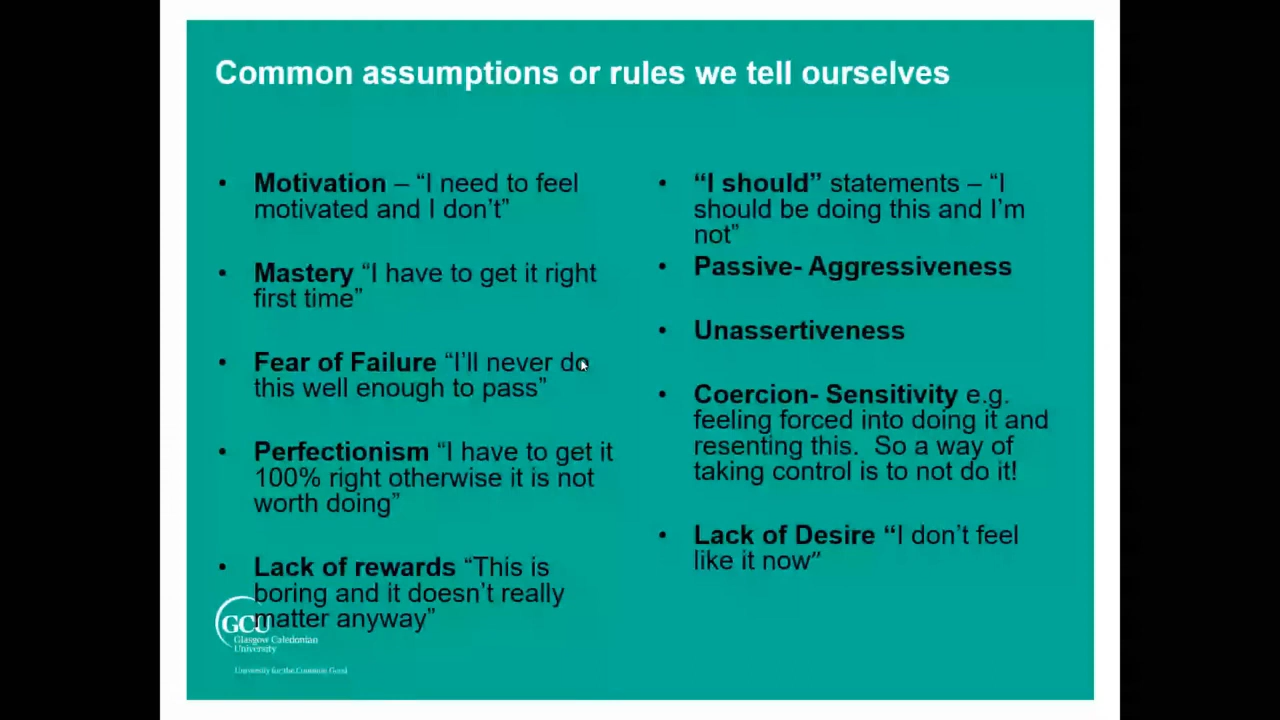 Common assumptions or rules we tell ourselves
• Motivation – “I need to feel
motivated and I don’t”
• Mastery “I have to get it right
first time”
• Fear of Failure “I’ll never do
this well enough to pass”
• Perfectionism “I have to get it
100% right otherwise it is not
worth doing”
• Lack of rewards “This is
boring and it doesn’t really
matter anyway”
• “I should” statements – “I
should be doing this and I’m
not”
• Passive- Aggressiveness
• Unassertiveness
• Coercion- Sensitivity e.g.
feeling forced into doing it and
resenting this.  So a way of
taking control is to not do it!
• Lack of Desire “I don’t feel
like it now”
GCU
Glasgow Caledonian
University
University for the Common Good